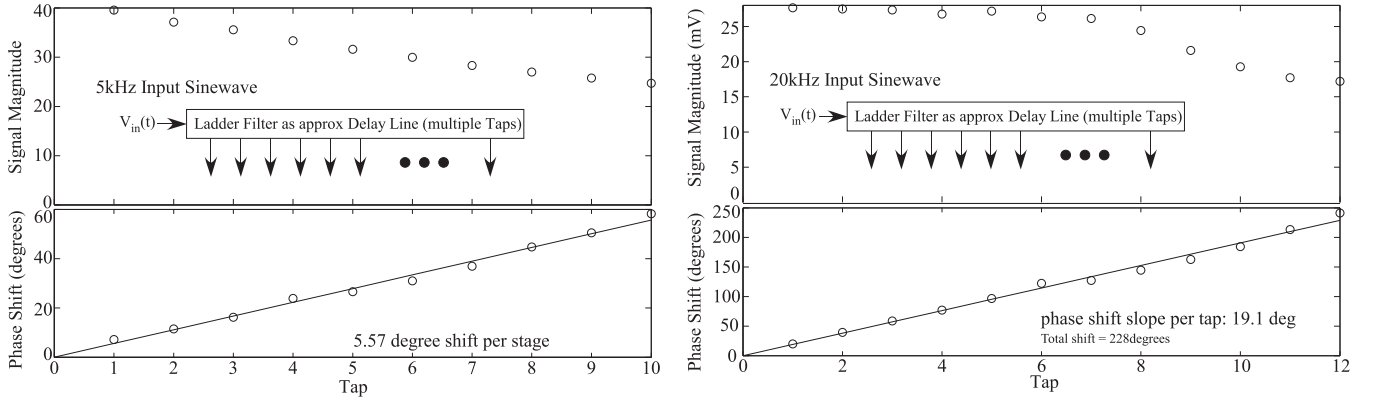 40
30
20
10
0
Signal Magnitude
5kHz Input Sinewave
V_in(t)
Ladder Filter as approx Delay Line (multiple Taps)
60
40
20
0
Phase Shift (degrees)
5.57 degree shift per stage
0 1 2 3 4 5 6 7 8 9 10
Tap
25
20
15
10
5
0
Signal Magnitude (mV)
20kHz Input Sinewave
V_in(t)
Ladder Filter as approx Delay Line (multiple Taps)
250
200
150
100
50
0
Phase Shift (degrees)
phase shift slope per tap: 19.1 deg
Total shift = 228degrees
0 2 4 6 8 10 12
Tap